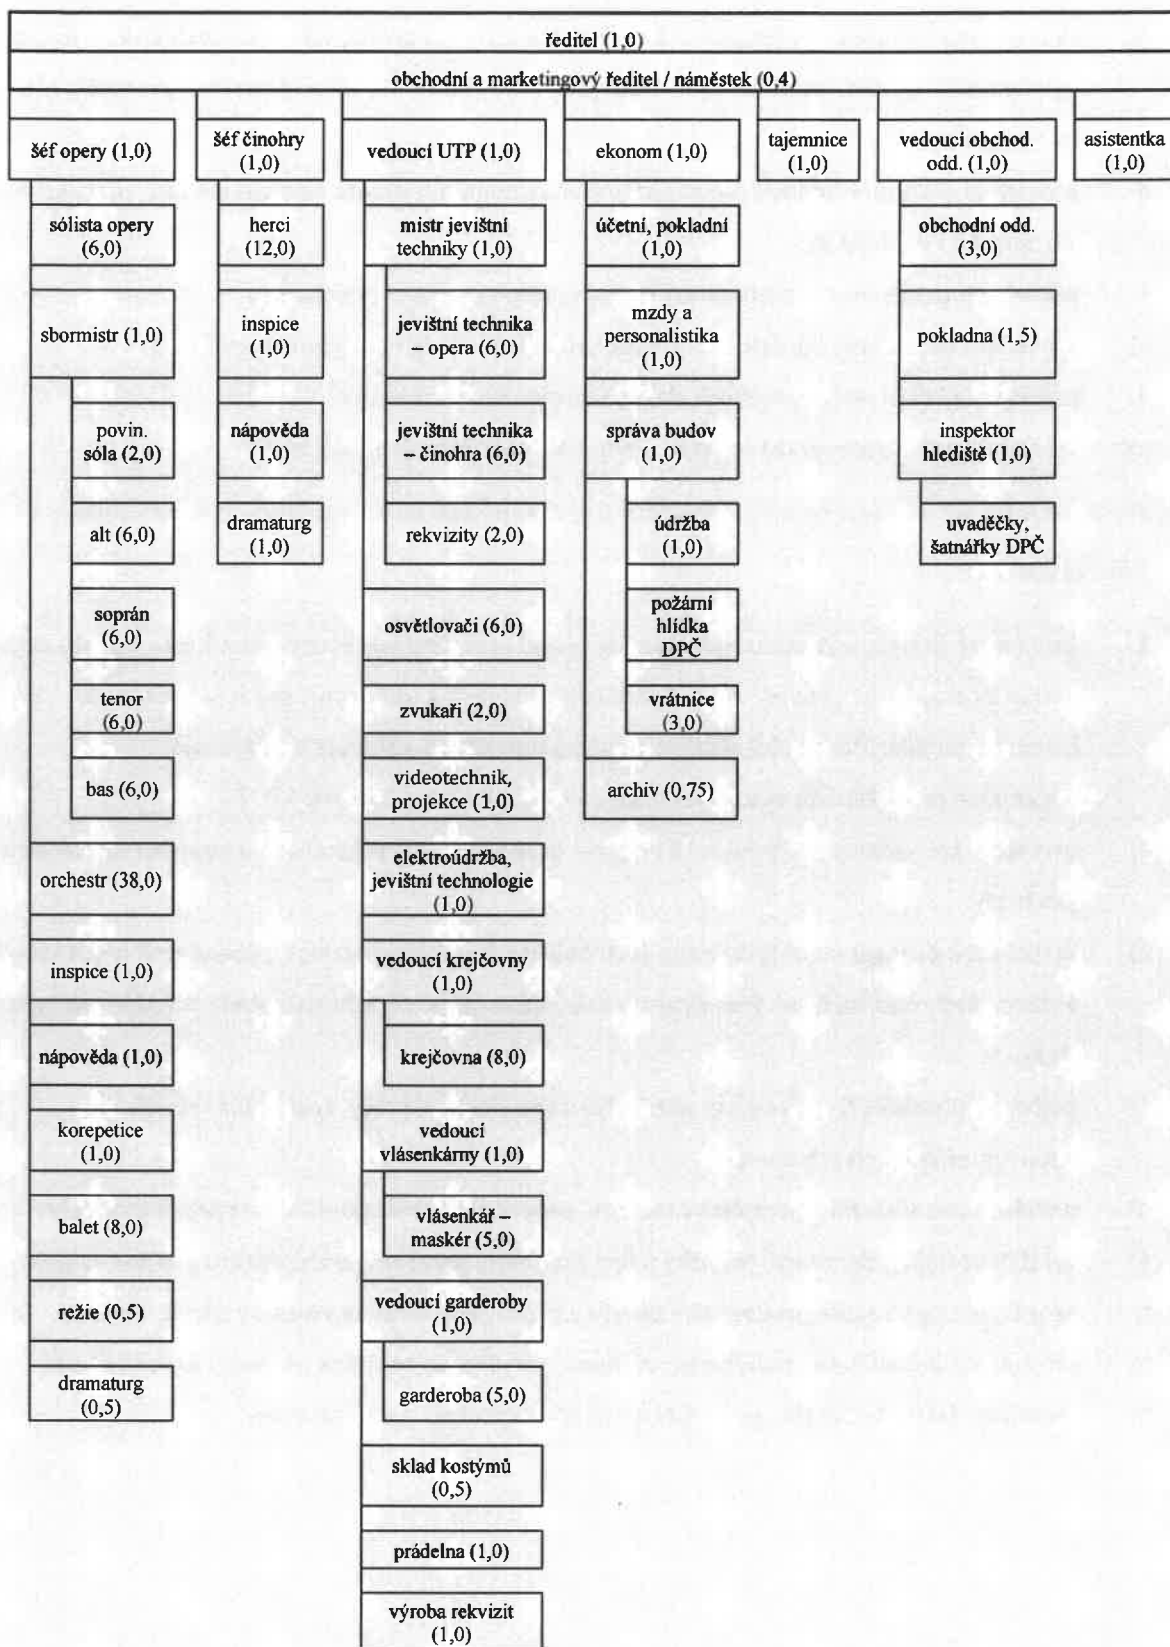 ředitel (1,0)
obchodní a marketingový ředitel / náměstek (0,4)
šéf opery (1,0)
sólista opery
(6,0)
sbormistr (1,0)
povin.
sóla (2,0)
alt (6,0)
soprán
(6,0)
tenor
(6,0)
bas (6,0)
orchestr (38,0)
inspice (1,0)
nápověda (1,0)
korepetice
(1,0)
balet (8,0)
režie (0,5)
dramaturg
(0,5)
šéf činohry
(1,0)
herci
(12,0)
inspice
(1,0)
nápověda
(1,0)
dramaturg
(1,0)
vedoucí UTP (1,0)
mistr jevištní
techniky (1,0)
jevištní technika
– opera (6,0)
jevištní technika
– činohra (6,0)
rekvizity (2,0)
osvětlovači (6,0)
zvukaři (2,0)
videotechnik,
projekce (1,0)
elektroúdržba,
jevištní technologie
(1,0)
vedoucí krejčovny
(1,0)
krejčovna (8,0)
vedoucí
vlásenkárny (1,0)
vlásenkář –
maskér (5,0)
vedoucí garderoby
(1,0)
garderoba (5,0)
sklad kostýmů
(0,5)
prádelna (1,0)
výroba rekvizit
(1,0)
ekonom (1,0)
účetní, pokladní
(1,0)
mzdy a
personalistika
(1,0)
správa budov
(1,0)
údržba
(1,0)
požární
hlídka
DPČ
vrátnice
(3,0)
archiv (0,75)
tajemnice
(1,0)
vedoucí obchod.
odd. (1,0)
obchodní odd.
(3,0)
pokladna (1,5)
inspektor
hlediště (1,0)
uvaděčky,
šatnářky DPČ
asistentka
(1,0)